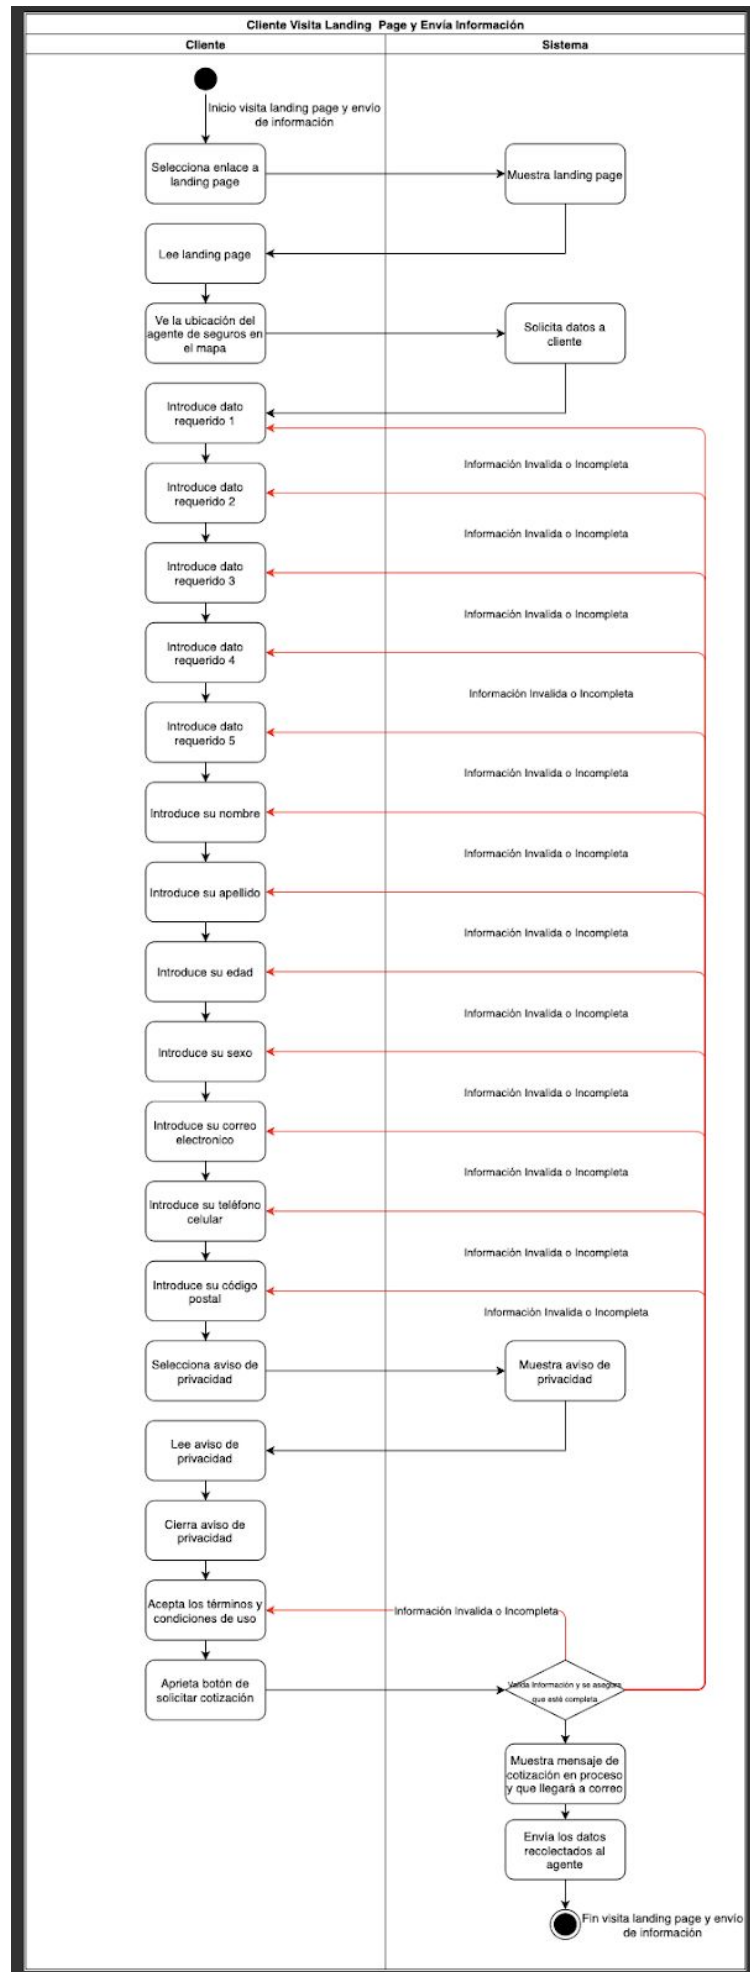 Cliente Visita Landing Page y Envía Información
Cliente
Sistema
Inicio visita landing page y envío
de información
Selecciona enlace a
landing page
Muestra landing page
Lee landing page
Ve la ubicación del
agente de seguros en
el mapa
Solicita datos a
cliente
Introduce dato
requerido 1
Información Invalida o Incompleta
Introduce dato
requerido 2
Información Invalida o Incompleta
Introduce dato
requerido 3
Información Invalida o Incompleta
Introduce dato
requerido 4
Información Invalida o Incompleta
Introduce dato
requerido 5
Información Invalida o Incompleta
Introduce su nombre
Información Invalida o Incompleta
Introduce su apellido
Información Invalida o Incompleta
Introduce su edad
Información Invalida o Incompleta
Introduce su sexo
Información Invalida o Incompleta
Introduce su correo
electronico
Información Invalida o Incompleta
Introduce su teléfono
celular
Información Invalida o Incompleta
Introduce su código
postal
Información Invalida o Incompleta
Selecciona aviso de
privacidad
Muestra aviso de
privacidad
Lee aviso de
privacidad
Cierra aviso de
privacidad
Acepta los términos y
condiciones de uso
Información Invalida o Incompleta
Aprieta botón de
solicitar cotización
Valida Información y se asegura
que esté completa
Muestra mensaje de
cotización en proceso
y que llegará a correo
Envía los datos
recolectados al
agente
Fin visita landing page y envío
de información